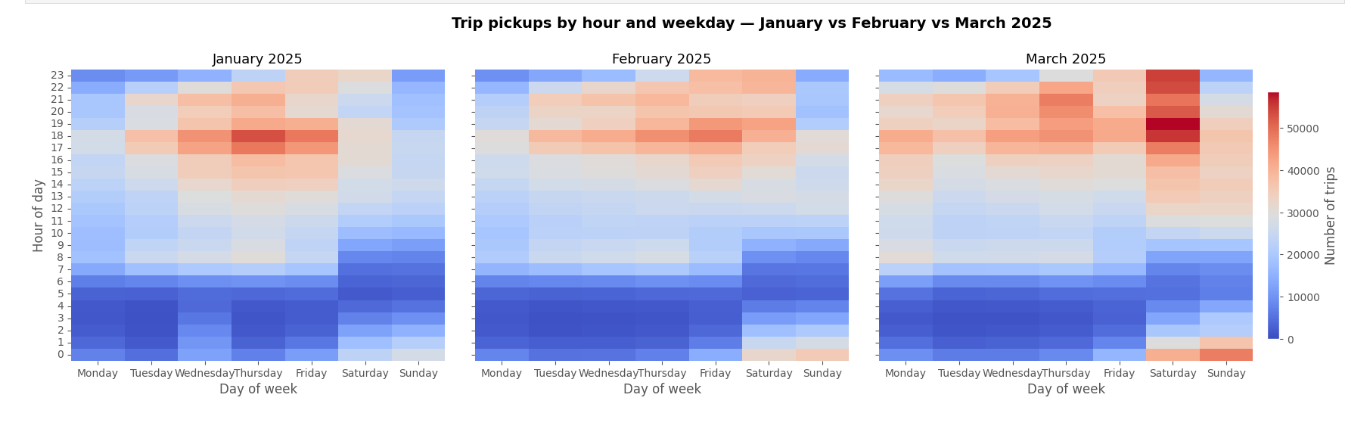 Trip pickups by hour and weekday — January vs February vs March 2025
January 2025
February 2025
March 2025
Hour of day
23
22
21
20
19
18
17
16
15
14
13
12
11
10
9
8
7
6
5
4
3
2
1
0
Monday Tuesday Wednesday Thursday Friday Saturday Sunday
Day of week
Monday Tuesday Wednesday Thursday Friday Saturday Sunday
Day of week
Monday Tuesday Wednesday Thursday Friday Saturday Sunday
Day of week
50000
40000
30000
20000
10000
0
Number of trips